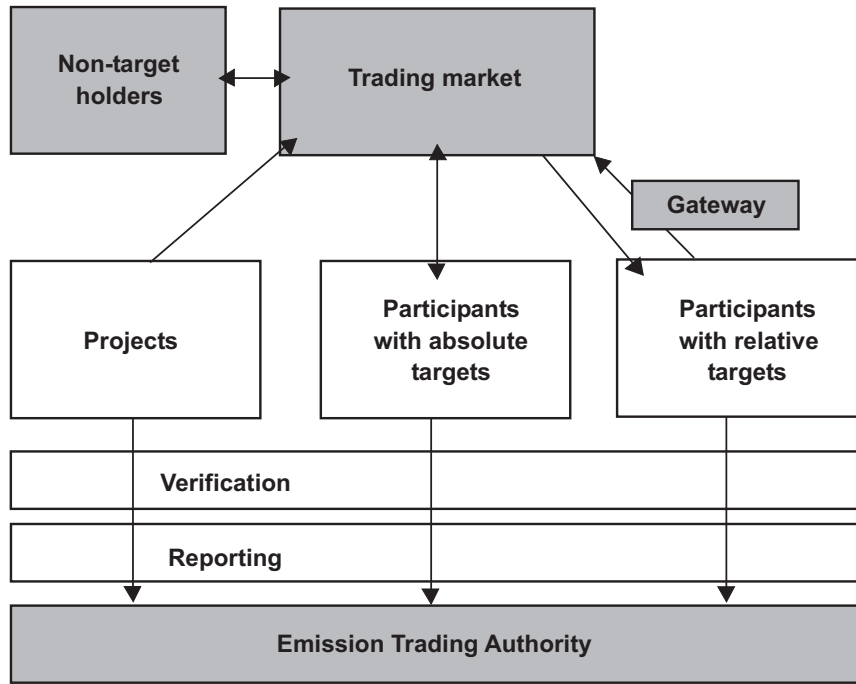 Non-target
holders
Trading market
Gateway
Projects
Participants
with absolute
targets
Participants
with relative
targets
Verification
Reporting
Emission Trading Authority